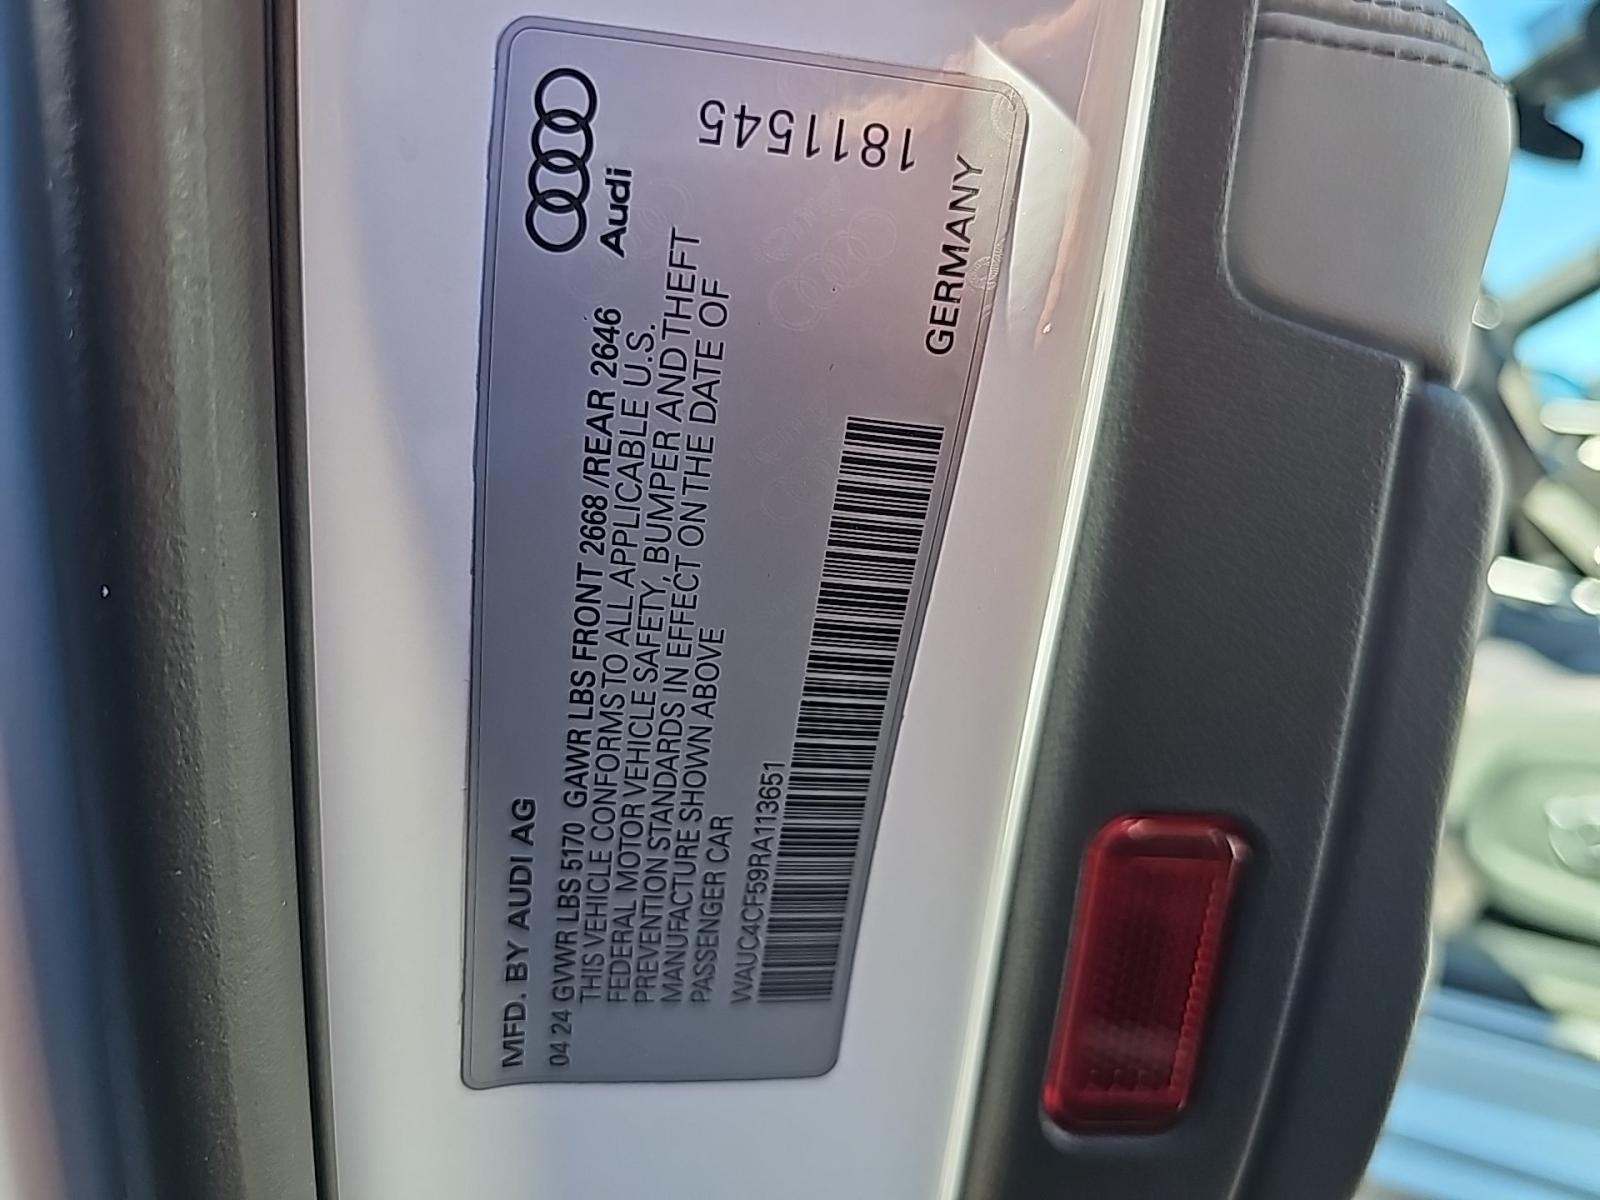 Audi
MFD. BY AUDI AG
04 24 GVWR LBS 5170 GAWR LBS FRONT 2668 /REAR 2646
THIS VEHICLE CONFORMS TO ALL APPLICABLE U.S.
FEDERAL MOTOR VEHICLE SAFETY, BUMPER AND THEFT
PREVENTION STANDARDS IN EFFECT ON THE DATE OF
MANUFACTURE SHOWN ABOVE
PASSENGER CAR
WAUC4CF59RA113651
GERMANY
1811545